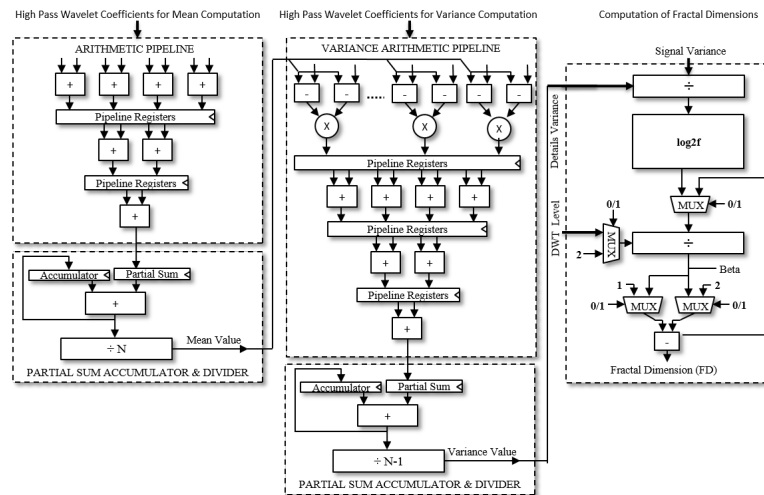 High Pass Wavelet Coefficients for Mean Computation
ARITHMETIC PIPELINE
+ + + +
Pipeline Registers
+ +
Pipeline Registers
+
Accumulator Partial Sum
+
÷ N
Mean Value
PARTIAL SUM ACCUMULATOR & DIVIDER
High Pass Wavelet Coefficients for Variance Computation
VARIANCE ARITHMETIC PIPELINE
- - ..... - - - -
X X X
Pipeline Registers
+ + + +
Pipeline Registers
+ +
Pipeline Registers
+
Accumulator Partial Sum
+
÷ N-1
Variance Value
PARTIAL SUM ACCUMULATOR & DIVIDER
Computation of Fractal Dimensions
Signal Variance
÷
Details Variance
log2f
MUX 0/1
DWT Level
0/1
MUX
2
÷
Beta
1 2
0/1 MUX MUX 0/1
-
Fractal Dimension (FD)